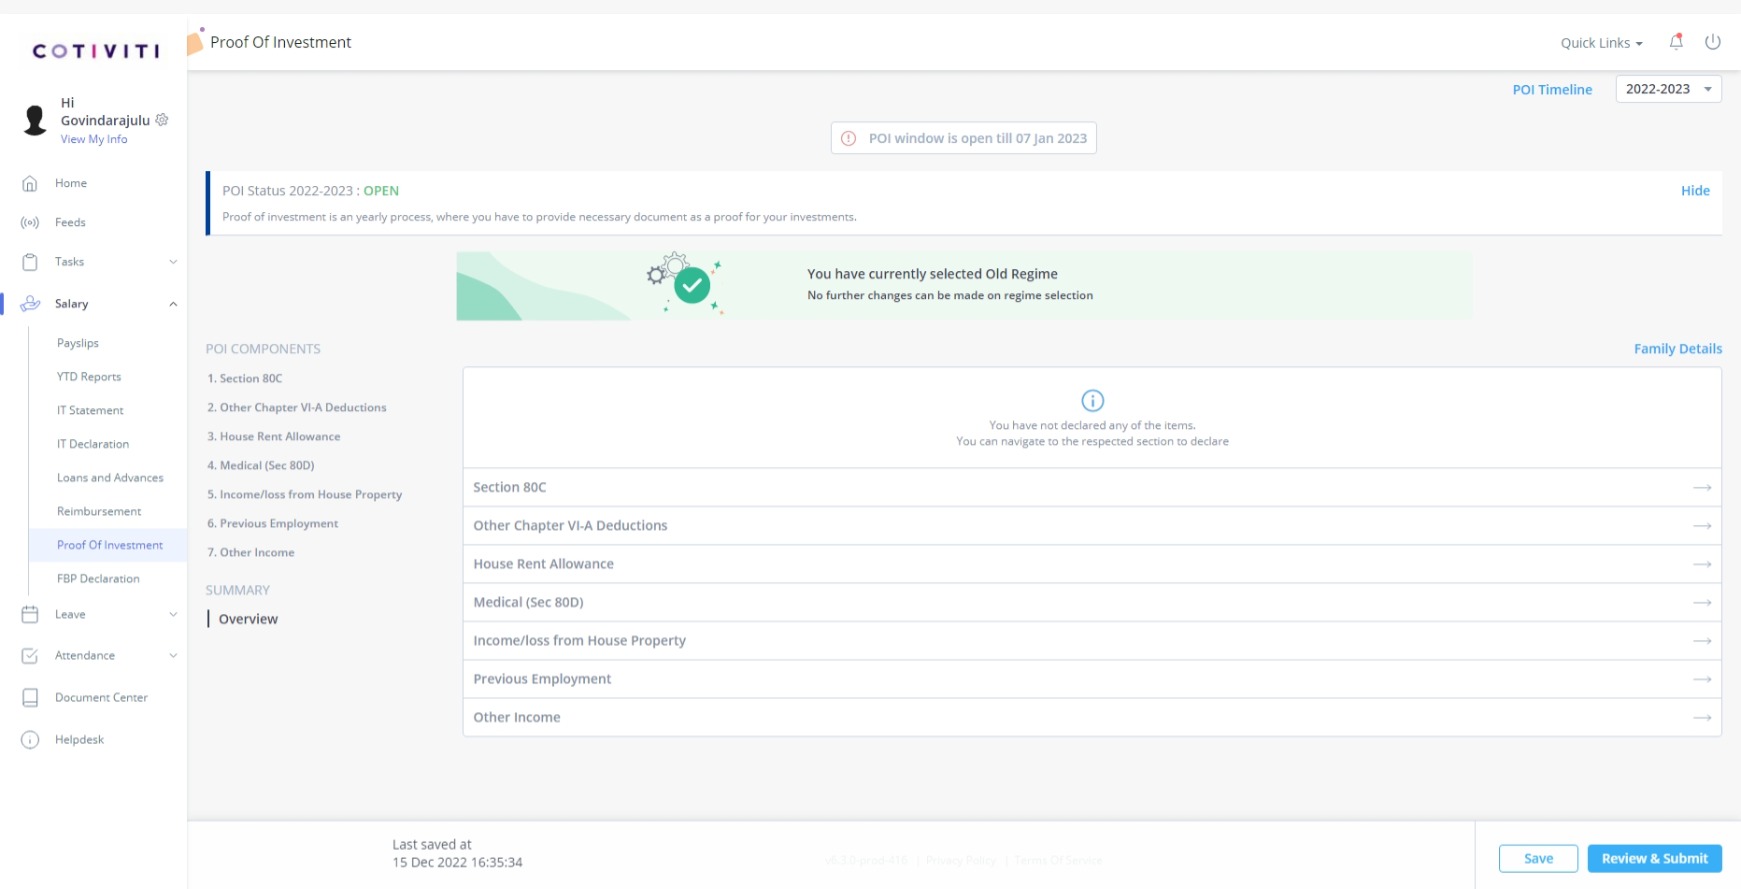 COTIVITI
Proof Of Investment
Quick Links
Hi
Govindarajulu
View My Info
POI Timeline
2022-2023
POI window is open till 07 Jan 2023
POI Status 2022-2023 : OPEN
Hide
Proof of investment is an yearly process, where you have to provide necessary document as a proof for your investments.
You have currently selected Old Regime
No further changes can be made on regime selection
Home
Feeds
Tasks
Salary
Payslips
YTD Reports
IT Statement
IT Declaration
Loans and Advances
Reimbursement
Proof Of Investment
FBP Declaration
Leave
Attendance
Document Center
Helpdesk
POI COMPONENTS
1. Section 80C
2. Other Chapter VI-A Deductions
3. House Rent Allowance
4. Medical (Sec 80D)
5. Income/loss from House Property
6. Previous Employment
7. Other Income
SUMMARY
Overview
Family Details
You have not declared any of the items.
You can navigate to the respected section to declare
Section 80C
Other Chapter VI-A Deductions
House Rent Allowance
Medical (Sec 80D)
Income/loss from House Property
Previous Employment
Other Income
Last saved at
15 Dec 2022 16:35:34
v6.3.0-prod-416 | Privacy Policy | Terms Of Service
Save
Review & Submit